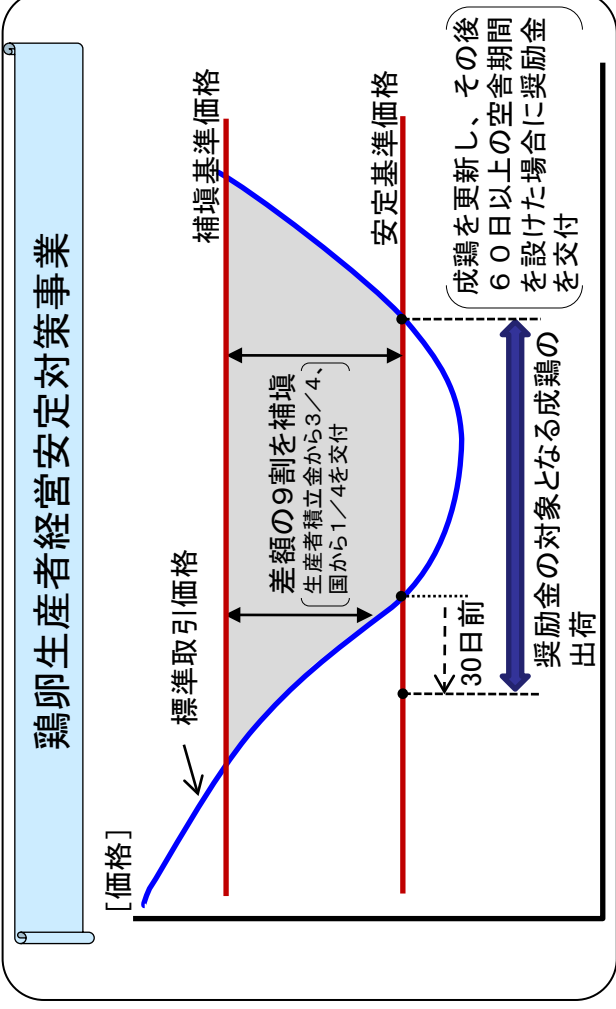 鶏卵生産者経営安定対策事業
[価格]
標準取引価格
補塡基準価格
差額の9割を補塡
生産者積立金から3/4、
国から1/4を交付
安定基準価格
30日前
奨励金の対象となる成鶏の
出荷
成鶏を更新し、その後
60日以上の空舎期間
を設けた場合に奨励金
を交付